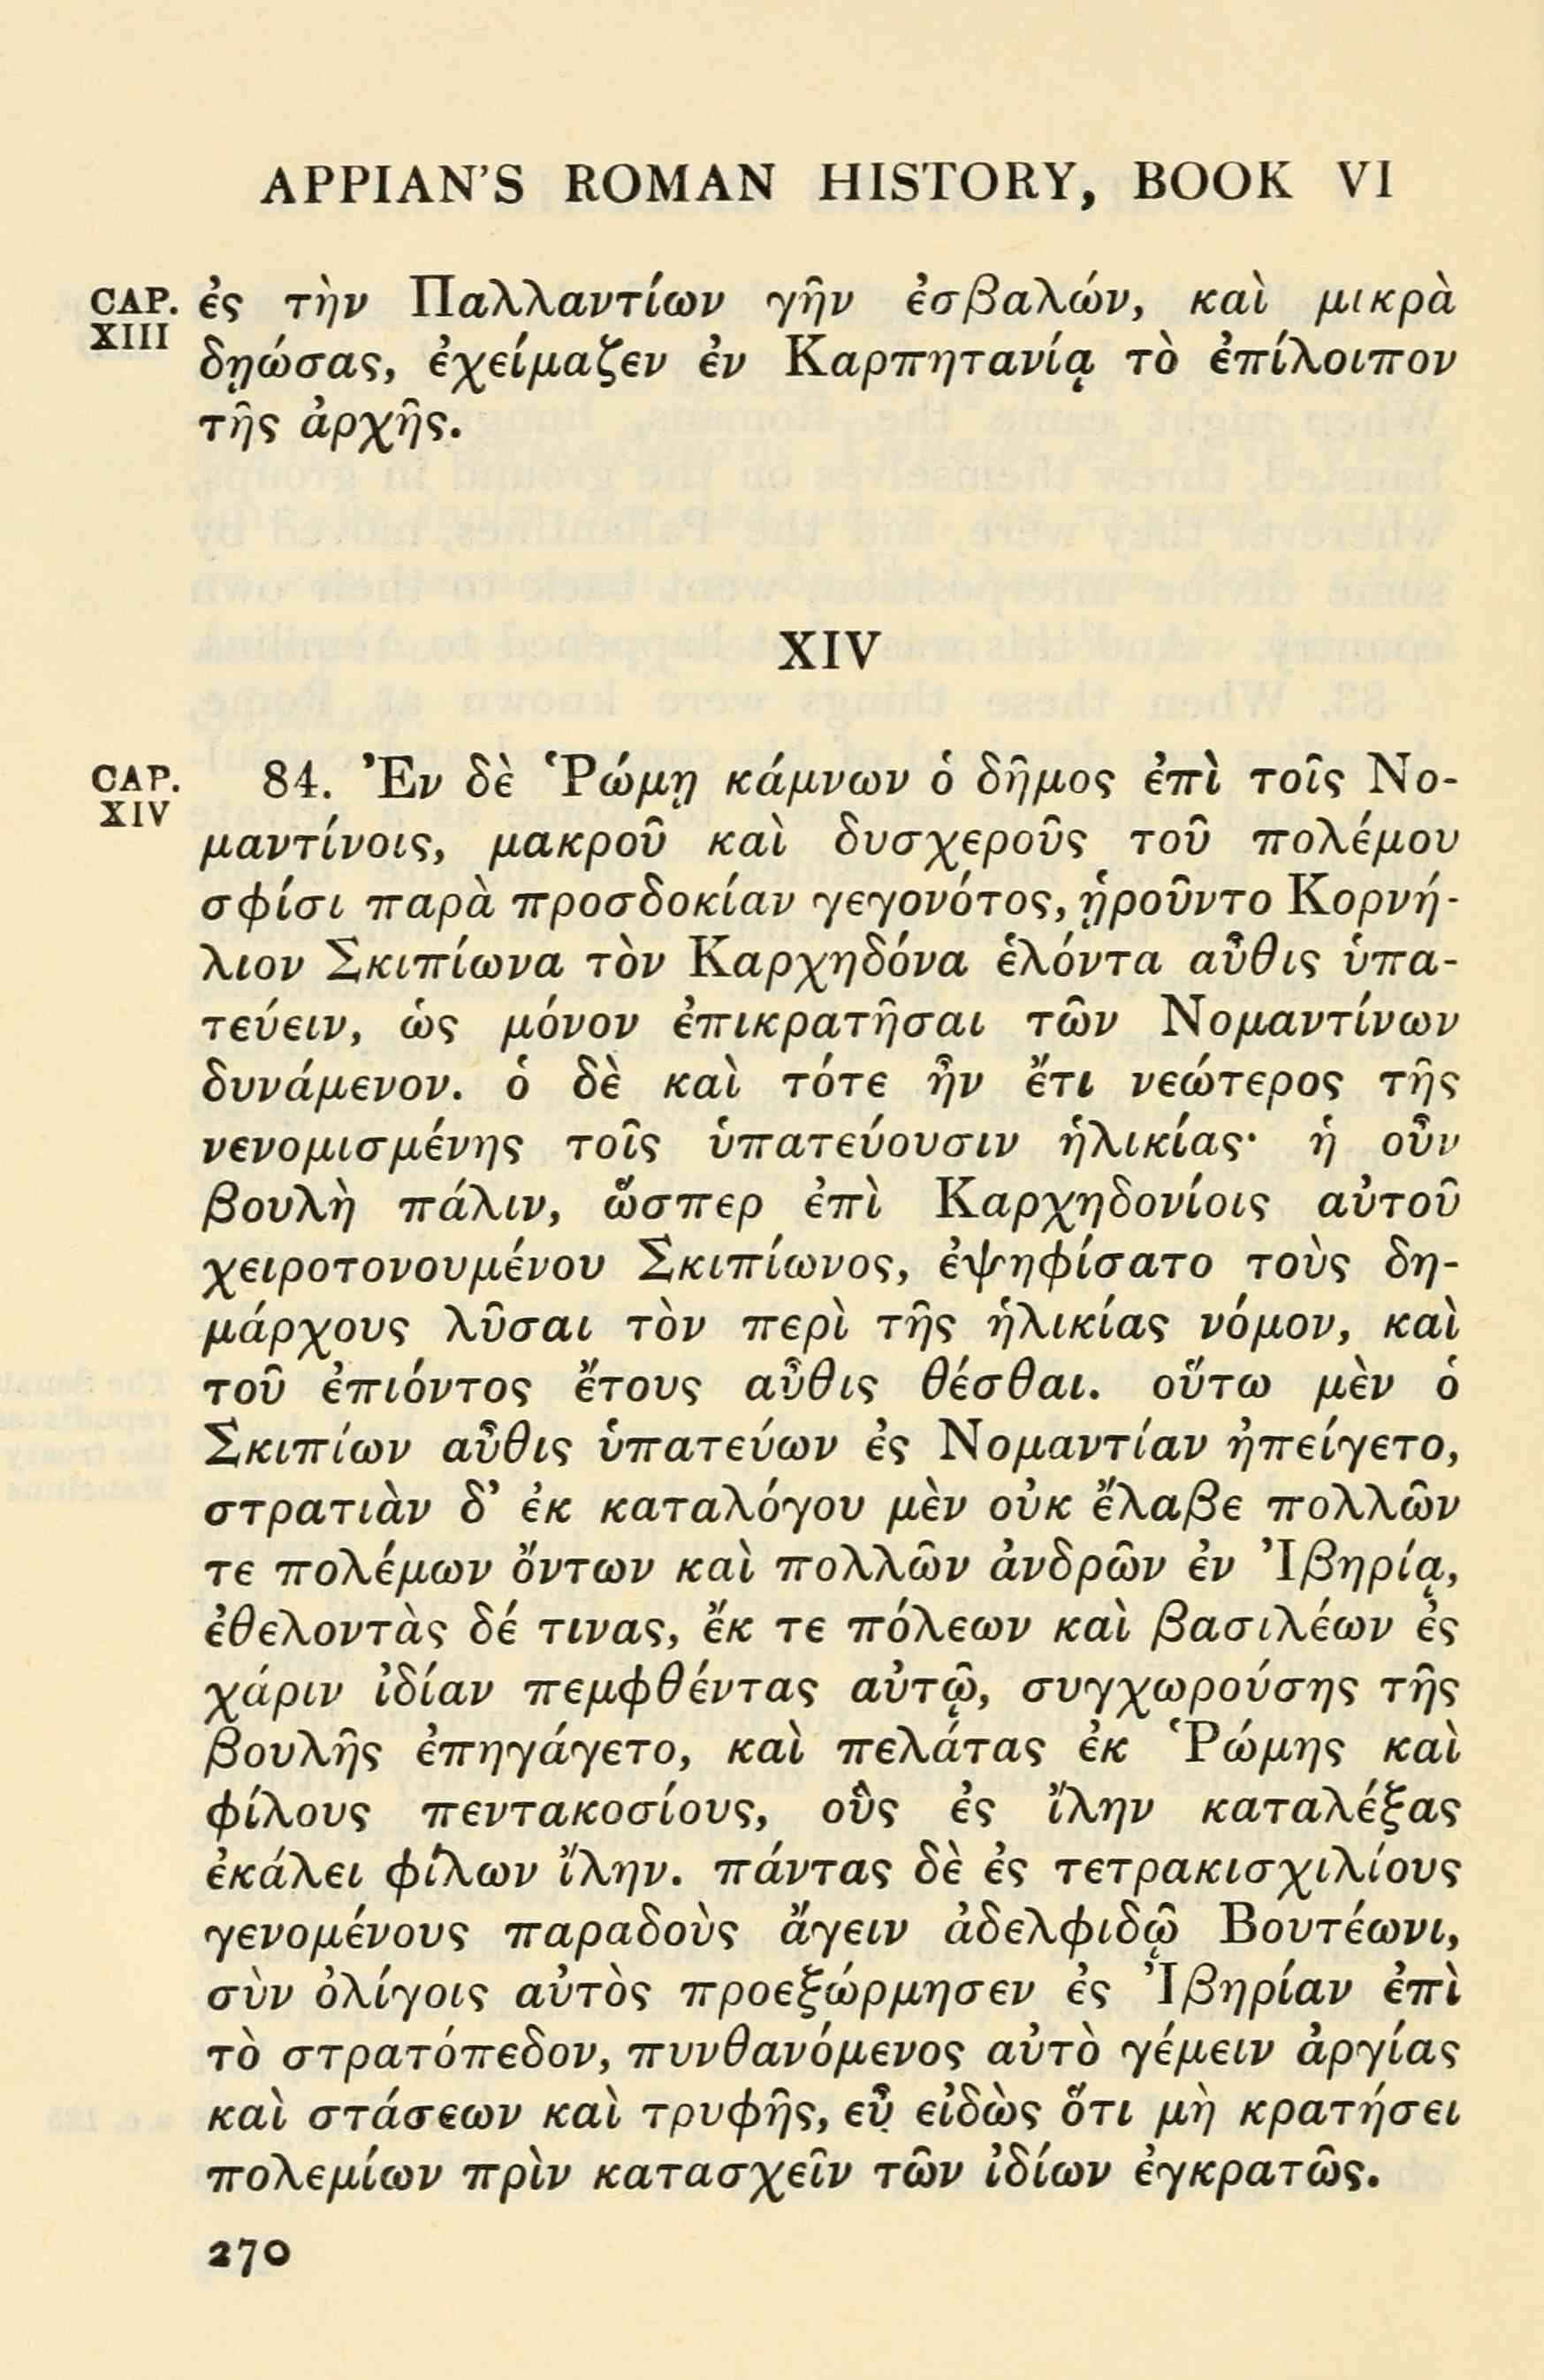 APPIAN'S ROMAN HISTORY, BOOK VI
CAP. XIII
ἐς τὴν Παλλαντίων γῆν ἐσβαλών, καὶ μικρὰ
δῃώσας, ἐχείμαζεν ἐν Καρπητανίᾳ τὸ ἐπίλοιπον
τῆς ἀρχῆς.
XIV
CAP. XIV
84. Ἐν δὲ Ῥώμῃ κάμνων ὁ δῆμος ἐπὶ τοῖς Νο-
μαντίνοις, μακροῦ καὶ δυσχεροῦς τοῦ πολέμου
σφίσι παρὰ προσδοκίαν γεγονότος, ᾑροῦντο Κορνή-
λιον Σκιπίωνα τὸν Καρχηδόνα ἑλόντα αὖθις ὑπα-
τεύειν, ὡς μόνον ἐπικρατῆσαι τῶν Νομαντίνων
δυνάμενον. ὁ δὲ καὶ τότε ἦν ἔτι νεώτερος τῆς
νενομισμένης τοῖς ὑπατεύουσιν ἡλικίας· ἡ οὖν
βουλὴ πάλιν, ὥσπερ ἐπὶ Καρχηδονίοις αὐτοῦ
χειροτονουμένου Σκιπίωνος, ἐψηφίσατο τοὺς δη-
μάρχους λῦσαι τὸν περὶ τῆς ἡλικίας νόμον, καὶ
τοῦ ἐπιόντος ἔτους αὖθις θέσθαι. οὕτω μὲν ὁ
Σκιπίων αὖθις ὑπατεύων ἐς Νομαντίαν ἠπείγετο,
στρατιὰν δ' ἐκ καταλόγου μὲν οὐκ ἔλαβε πολλῶν
τε πολέμων ὄντων καὶ πολλῶν ἀνδρῶν ἐν Ἰβηρίᾳ,
ἐθελοντὰς δέ τινας, ἔκ τε πόλεων καὶ βασιλέων ἐς
χάριν ἰδίαν πεμφθέντας αὐτῷ, συγχωρούσης τῆς
βουλῆς ἐπηγάγετο, καὶ πελάτας ἐκ Ῥώμης καὶ
φίλους πεντακοσίους, οὓς ἐς ἴλην καταλέξας
ἐκάλει φίλων ἴλην. πάντας δὲ ἐς τετρακισχιλίους
γενομένους παραδοὺς ἄγειν ἀδελφιδῷ Βουτέωνι,
σὺν ὀλίγοις αὐτὸς προεξώρμησεν ἐς Ἰβηρίαν ἐπὶ
τὸ στρατόπεδον, πυνθανόμενος αὐτὸ γέμειν ἀργίας
καὶ στάσεων καὶ τρυφῆς, εὖ εἰδὼς ὅτι μὴ κρατήσει
πολεμίων πρὶν κατασχεῖν τῶν ἰδίων ἐγκρατῶς.
270